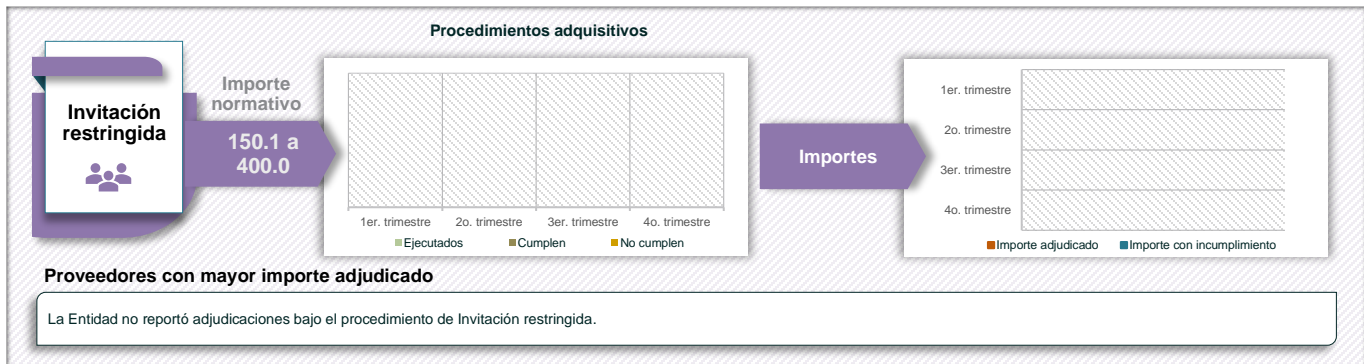 Procedimientos adquisitivos
Invitación
restringida
Importe
normativo
150.1 a
400.0
1er. trimestre
2o. trimestre
3er. trimestre
4o. trimestre
Ejecutados
Cumplen
No cumplen
Importes
1er. trimestre
2o. trimestre
3er. trimestre
4o. trimestre
Importe adjudicado
Importe con incumplimiento
Proveedores con mayor importe adjudicado
La Entidad no reportó adjudicaciones bajo el procedimiento de Invitación restringida.